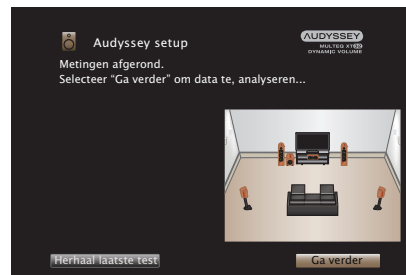 Audyssey setup
AUDYSSEY
MULTEQ XT32
DYNAMIC VOLUME
Metingen afgerond.
Selecteer “Ga verder” om data te, analyseren...
Herhaal laatste test
Ga verder